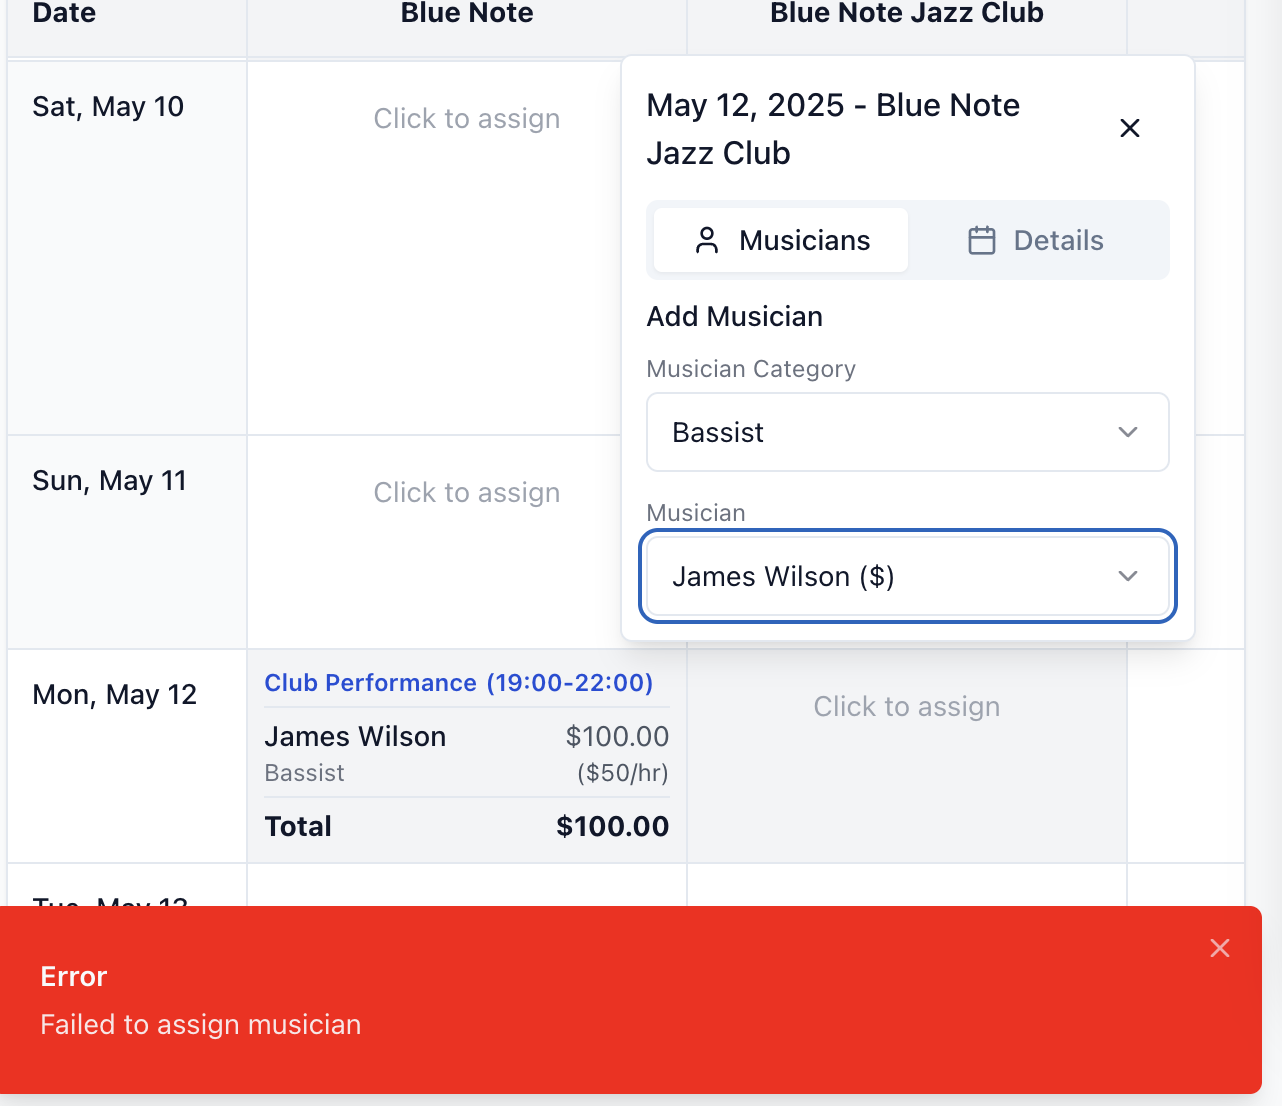 Date
Blue Note
Blue Note Jazz Club
Sat, May 10
Click to assign
May 12, 2025 - Blue Note
Jazz Club
Musicians
Details
Add Musician
Musician Category
Bassist
Sun, May 11
Click to assign
Musician
James Wilson ($)
Mon, May 12
Club Performance (19:00-22:00)
James Wilson
$100.00
Bassist
($50/hr)
Total
$100.00
Click to assign
Tue, May 13
Error
Failed to assign musician